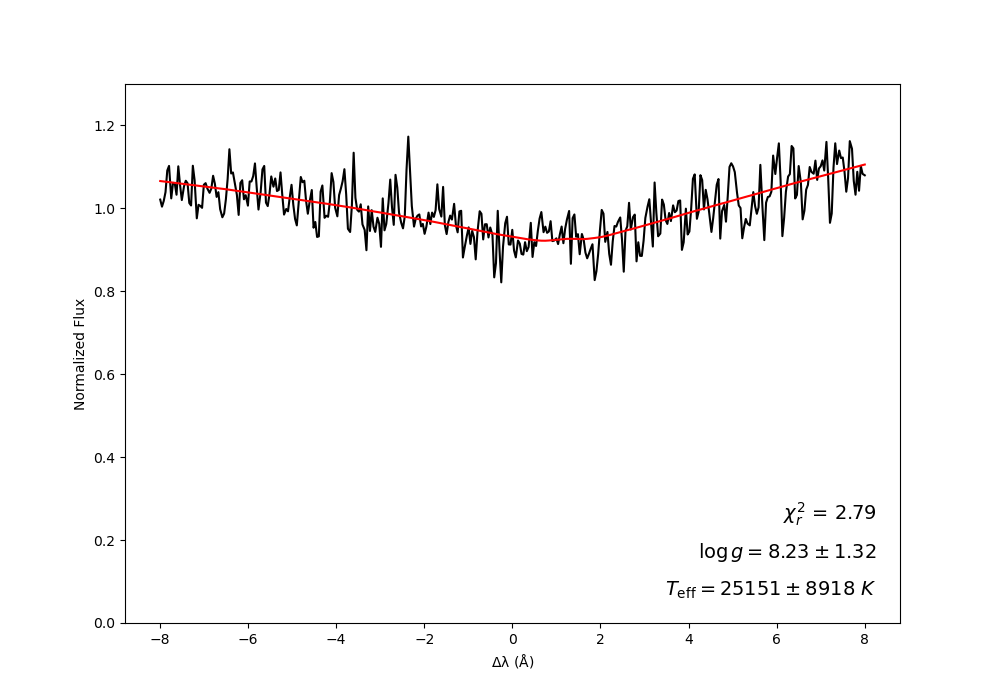 1.2
1.0
0.8
0.6
0.4
0.2
0.0
Normalized Flux
χ²ᵣ = 2.79
log g = 8.23 ± 1.32
T_eff = 25151 ± 8918 K
−8 −6 −4 −2 0 2 4 6 8
Δλ (Å)